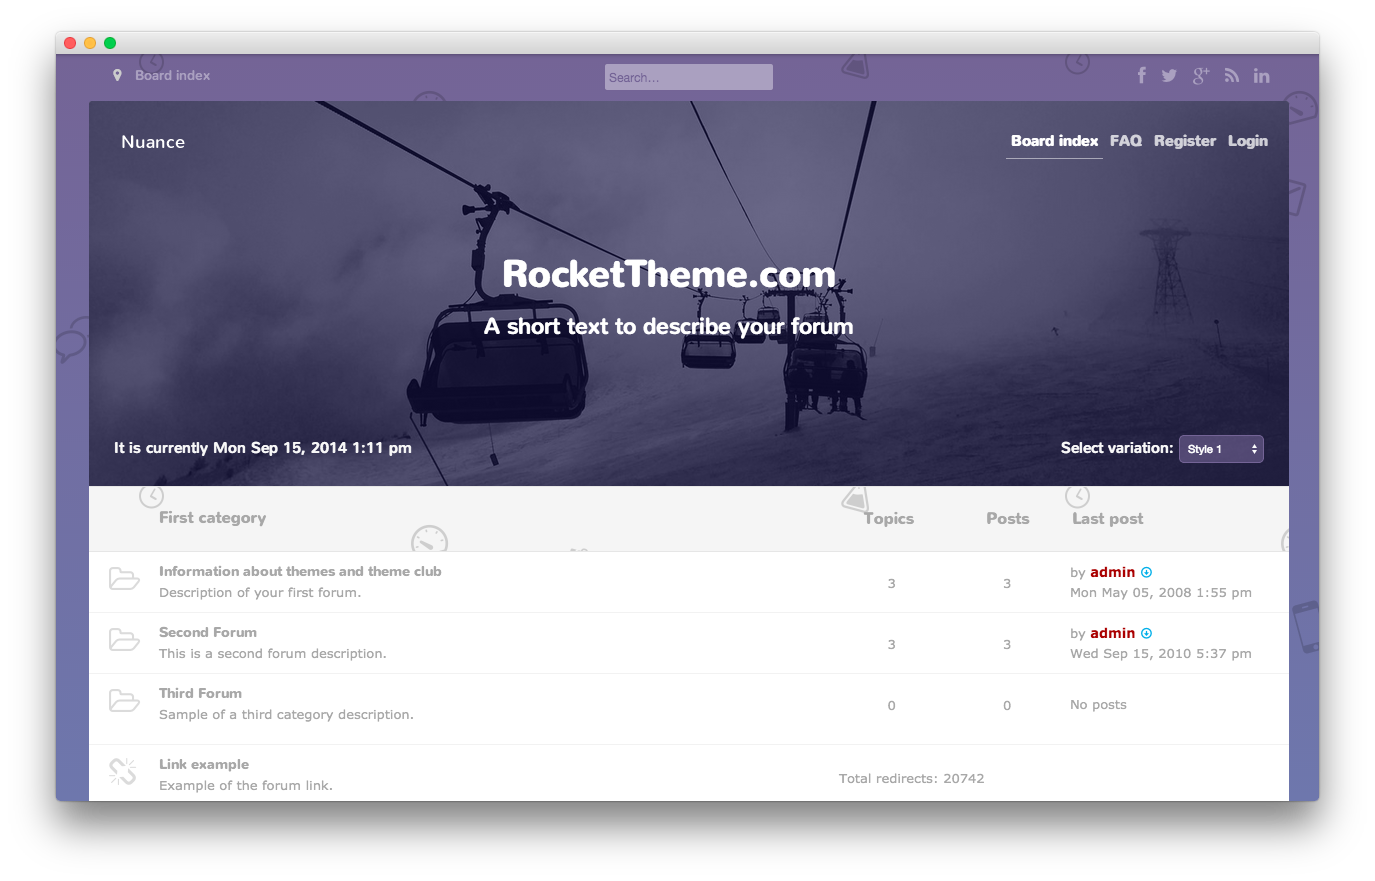 Board index
Search...
Nuance
Board index FAQ Register Login
RocketTheme.com
A short text to describe your forum
It is currently Mon Sep 15, 2014 1:11 pm
Select variation: Style 1
First category Topics Posts Last post
Information about themes and theme club
Description of your first forum.
3 3
by admin
Mon May 05, 2008 1:55 pm
Second Forum
This is a second forum description.
3 3
by admin
Wed Sep 15, 2010 5:37 pm
Third Forum
Sample of a third category description.
0 0 No posts
Link example
Example of the forum link.
Total redirects: 20742